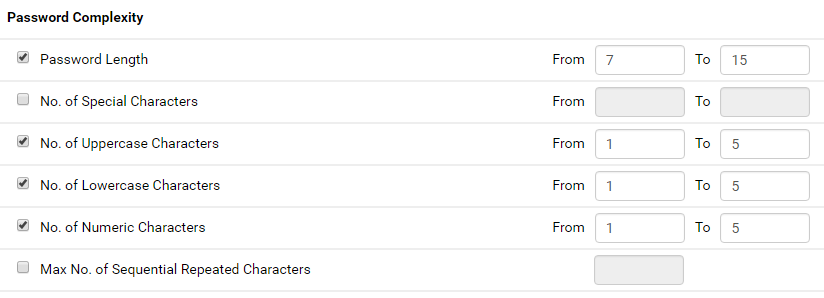 Password Complexity
Password Length From 7 To 15
No. of Special Characters From To
No. of Uppercase Characters From 1 To 5
No. of Lowercase Characters From 1 To 5
No. of Numeric Characters From 1 To 5
Max No. of Sequential Repeated Characters